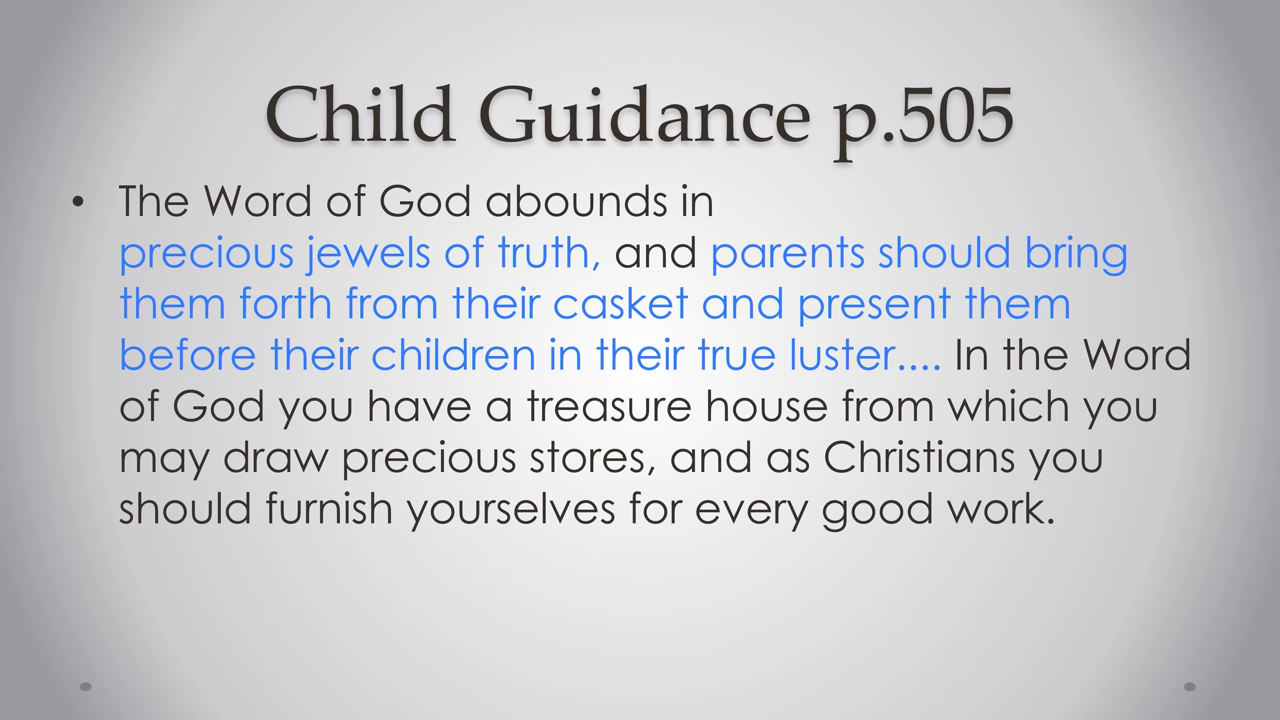 Child Guidance p.505
• The Word of God abounds in
precious jewels of truth, and parents should bring
them forth from their casket and present them
before their children in their true luster.... In the Word
of God you have a treasure house from which you
may draw precious stores, and as Christians you
should furnish yourselves for every good work.